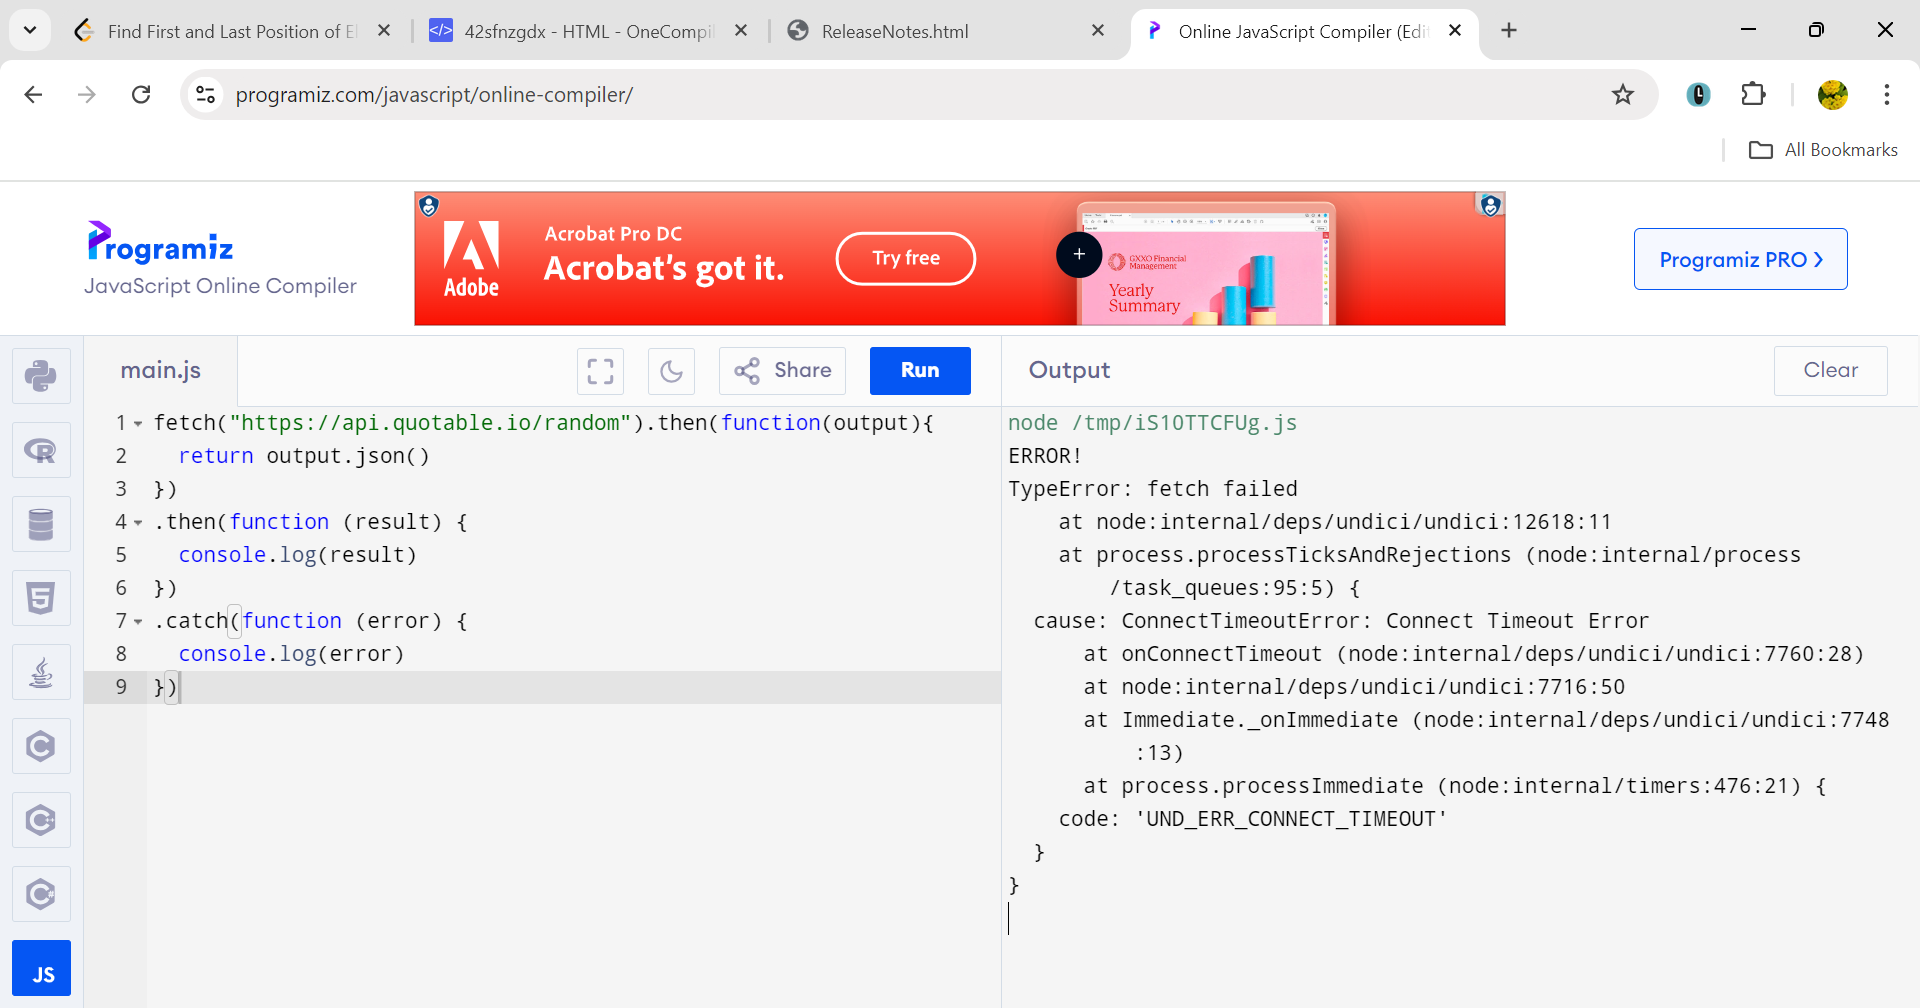 Find First and Last Position of El
42sfnzgdx - HTML - OneCompil
ReleaseNotes.html
Online JavaScript Compiler (Edit
programiz.com/javascript/online-compiler/
All Bookmarks
Programiz
JavaScript Online Compiler
Adobe
Acrobat Pro DC
Acrobat's got it.
Try free
+
GXXO Financial
Management
Yearly
Summary
Programiz PRO ❯
main.js
Share
Run
Output
Clear
1 fetch("https://api.quotable.io/random").then(function(output){
2   return output.json()
3 })
4 .then(function (result) {
5   console.log(result)
6 })
7 .catch(function (error) {
8   console.log(error)
9 })
node /tmp/iS10TTCFUg.js
ERROR!
TypeError: fetch failed
    at node:internal/deps/undici/undici:12618:11
    at process.processTicksAndRejections (node:internal/process
        /task_queues:95:5) {
  cause: ConnectTimeoutError: Connect Timeout Error
      at onConnectTimeout (node:internal/deps/undici/undici:7760:28)
      at node:internal/deps/undici/undici:7716:50
      at Immediate._onImmediate (node:internal/deps/undici/undici:7748
          :13)
      at process.processImmediate (node:internal/timers:476:21) {
    code: 'UND_ERR_CONNECT_TIMEOUT'
  }
}
JS